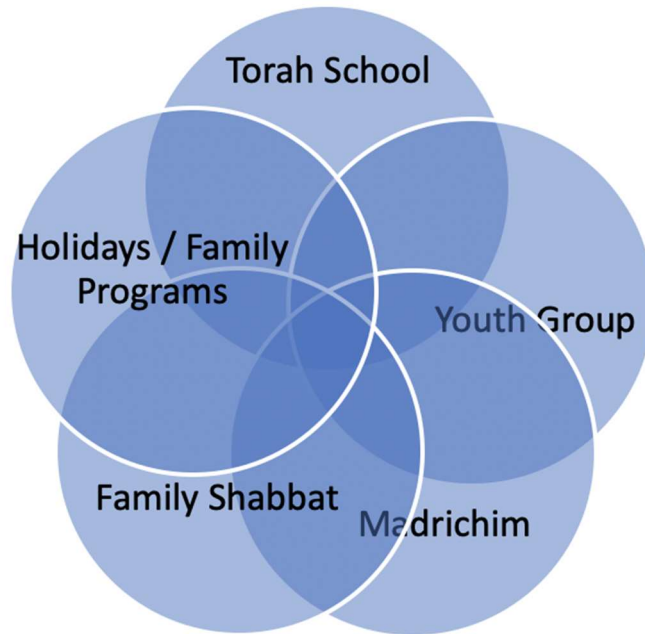 Torah School
Holidays / Family
Programs
Youth Group
Family Shabbat
Madrichim